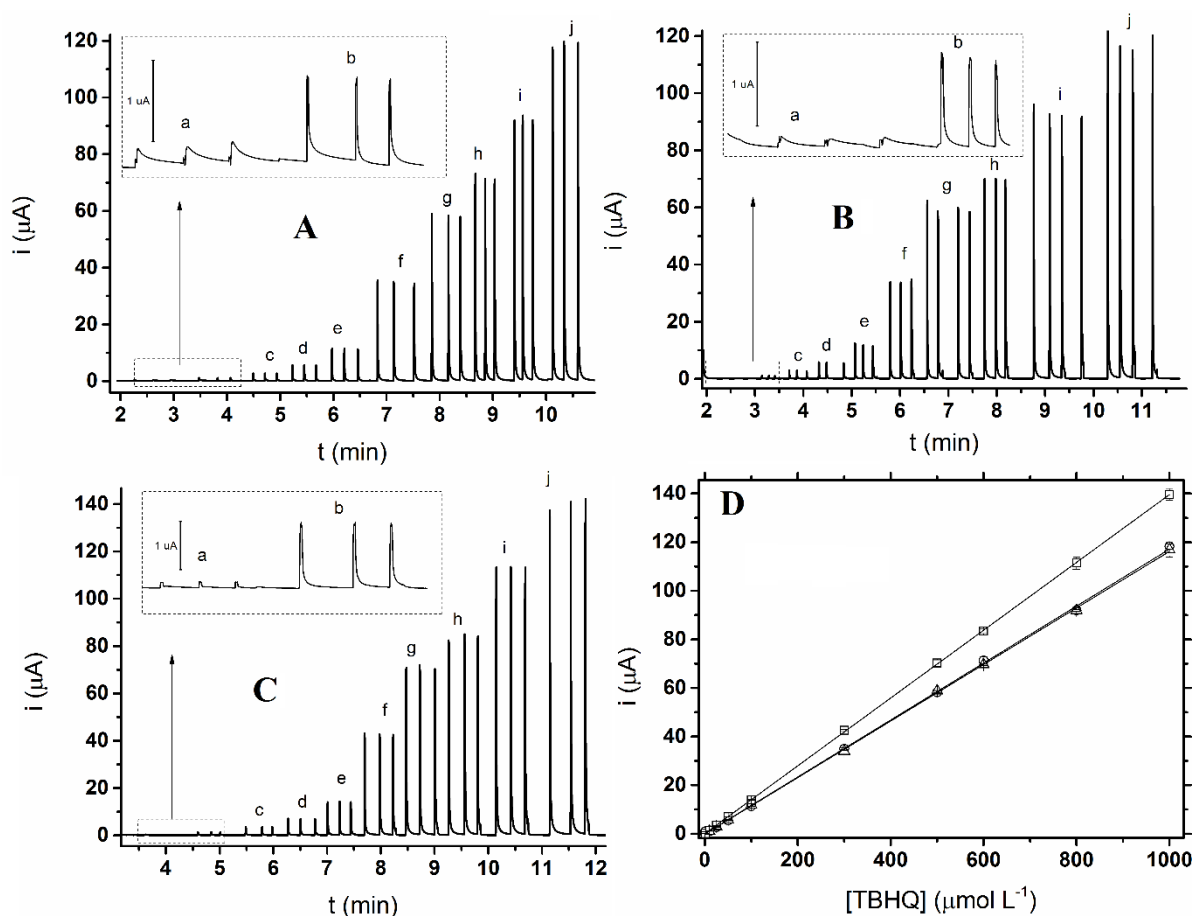 A
i (µA)
120
100
80
60
40
20
0
1 uA
a
b
c
d
e
f
g
h
i
j
2 3 4 5 6 7 8 9 10
t (min)
B
i (µA)
120
100
80
60
40
20
0
1 uA
a
b
c
d
e
f
g
h
i
j
2 3 4 5 6 7 8 9 10 11
t (min)
C
i (µA)
140
120
100
80
60
40
20
0
1 uA
a
b
c
d
e
f
g
h
i
j
4 5 6 7 8 9 10 11 12
t (min)
D
i (µA)
140
120
100
80
60
40
20
0
0 200 400 600 800 1000
[TBHQ] (µmol L⁻¹)